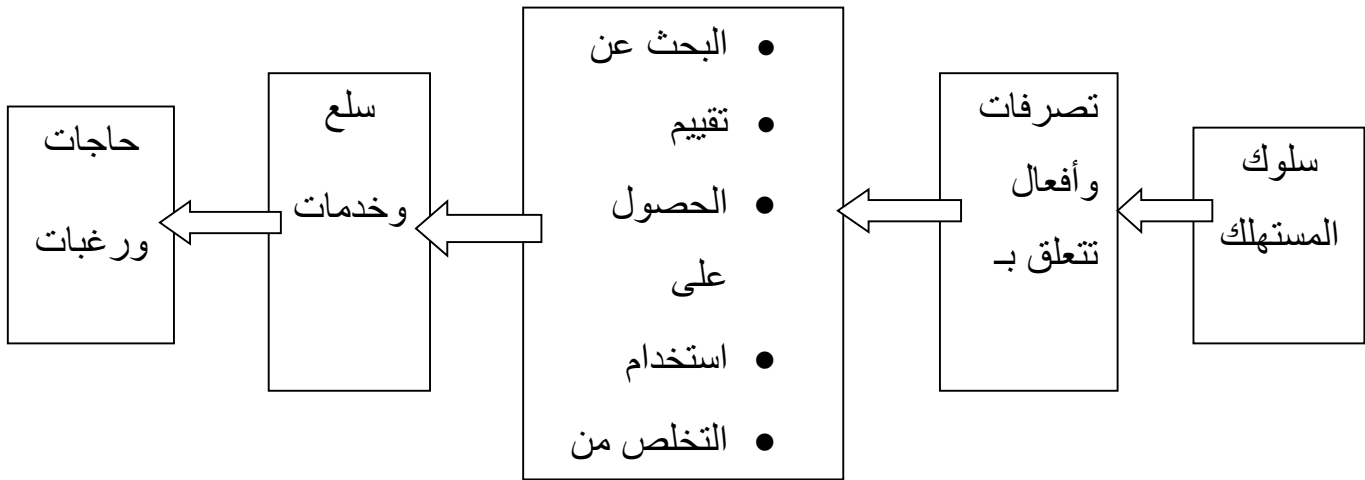 سلوك
المستهلك
تصرفات
وأفعال
تتعلق بـ
• البحث عن
• تقييم
• الحصول
على
• استخدام
• التخلص من
سلع
وخدمات
حاجات
ورغبات